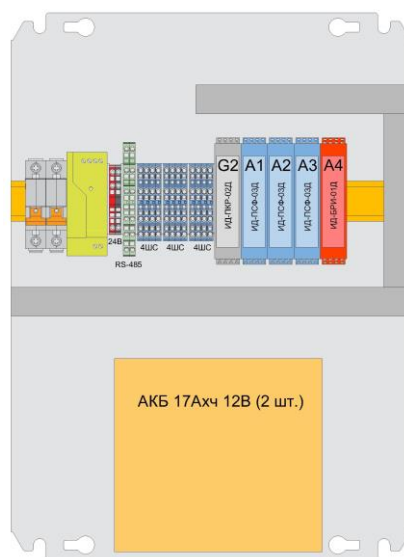 G2
A1
A2
A3
A4
ИД-ПКР-02Д
ИД-ПСФ-03Д
ИД-ПСФ-03Д
ИД-ПСФ-03Д
ИД-БРИ-01Д
24В
RS-485
4ШС
4ШС
4ШС
АКБ 17Ахч 12В (2 шт.)